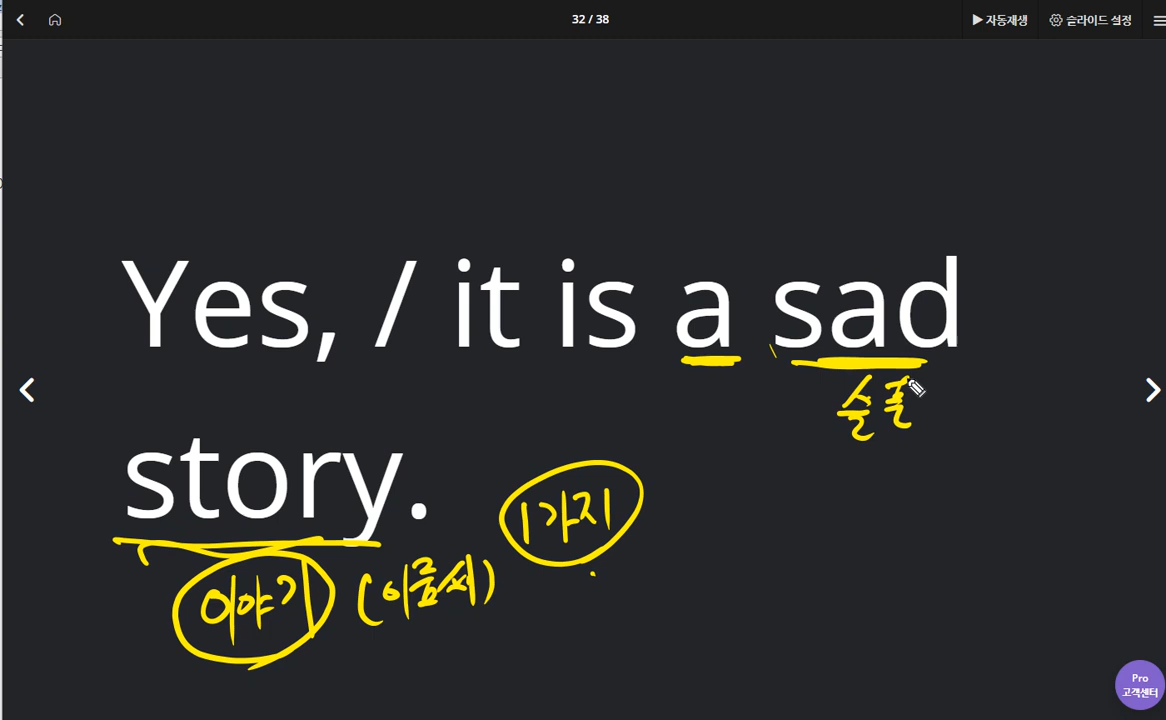 32 / 38
▶ 자동재생
슬라이드 설정
Yes, / it is a sad
슬픈
story.
1가지
이야기 (이름씨)
Pro
고객센터